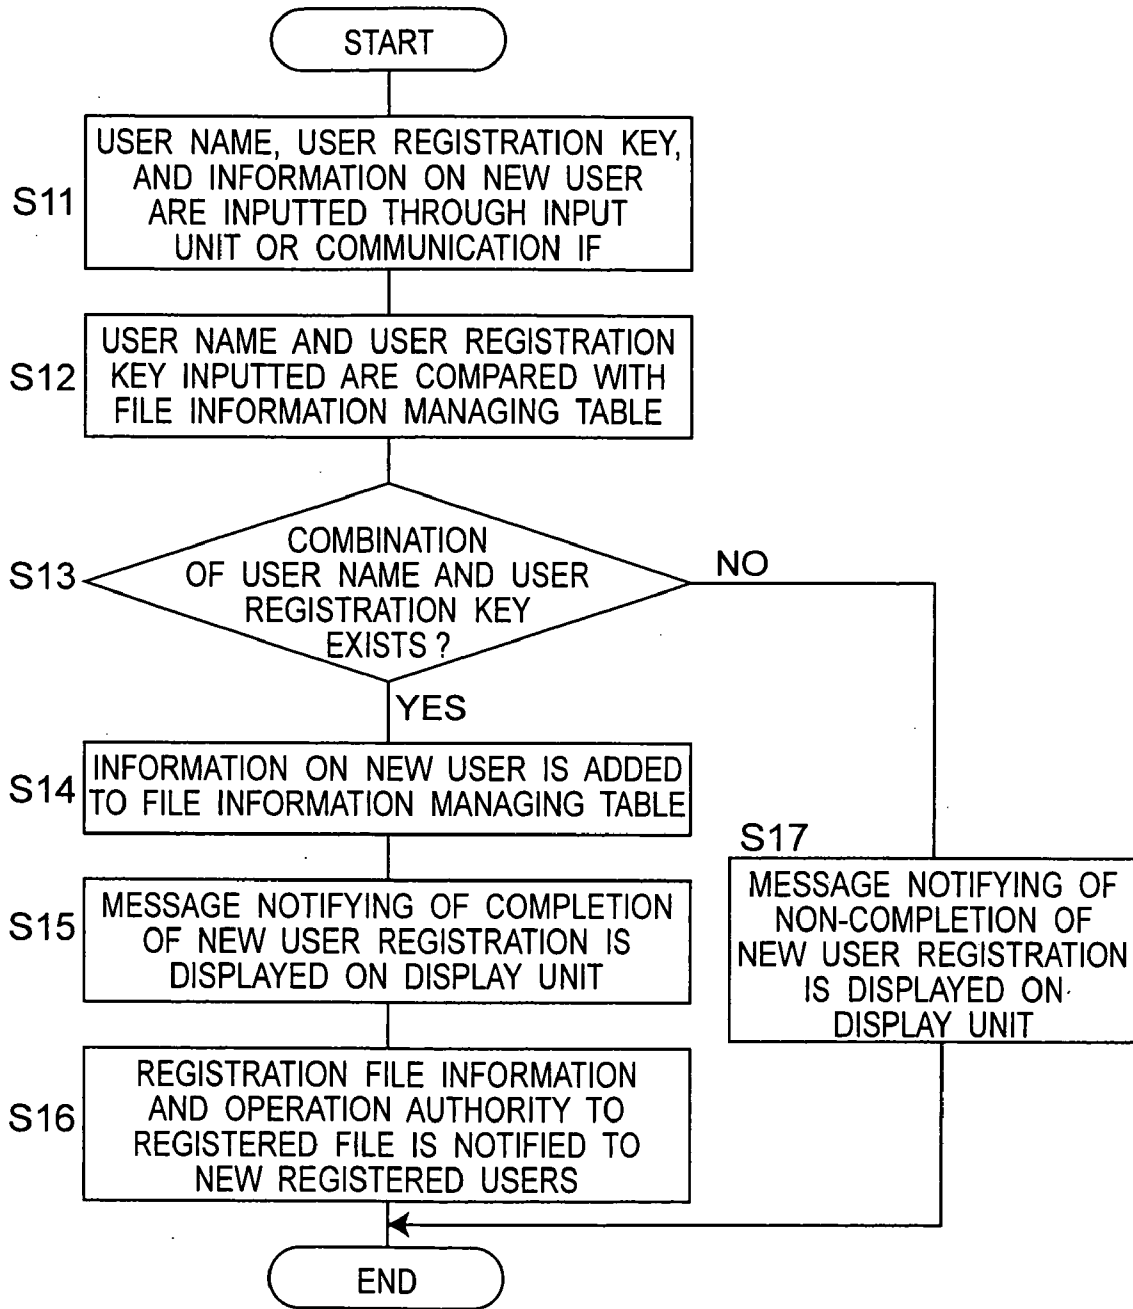 START
S11
USER NAME, USER REGISTRATION KEY,
AND INFORMATION ON NEW USER
ARE INPUTTED THROUGH INPUT
UNIT OR COMMUNICATION IF
S12
USER NAME AND USER REGISTRATION
KEY INPUTTED ARE COMPARED WITH
FILE INFORMATION MANAGING TABLE
S13
COMBINATION
OF USER NAME AND USER
REGISTRATION KEY
EXISTS?
NO
YES
S14
INFORMATION ON NEW USER IS ADDED
TO FILE INFORMATION MANAGING TABLE
S15
MESSAGE NOTIFYING OF COMPLETION
OF NEW USER REGISTRATION IS
DISPLAYED ON DISPLAY UNIT
S17
MESSAGE NOTIFYING OF
NON-COMPLETION OF
NEW USER REGISTRATION
IS DISPLAYED ON
DISPLAY UNIT
S16
REGISTRATION FILE INFORMATION
AND OPERATION AUTHORITY TO
REGISTERED FILE IS NOTIFIED TO
NEW REGISTERED USERS
END